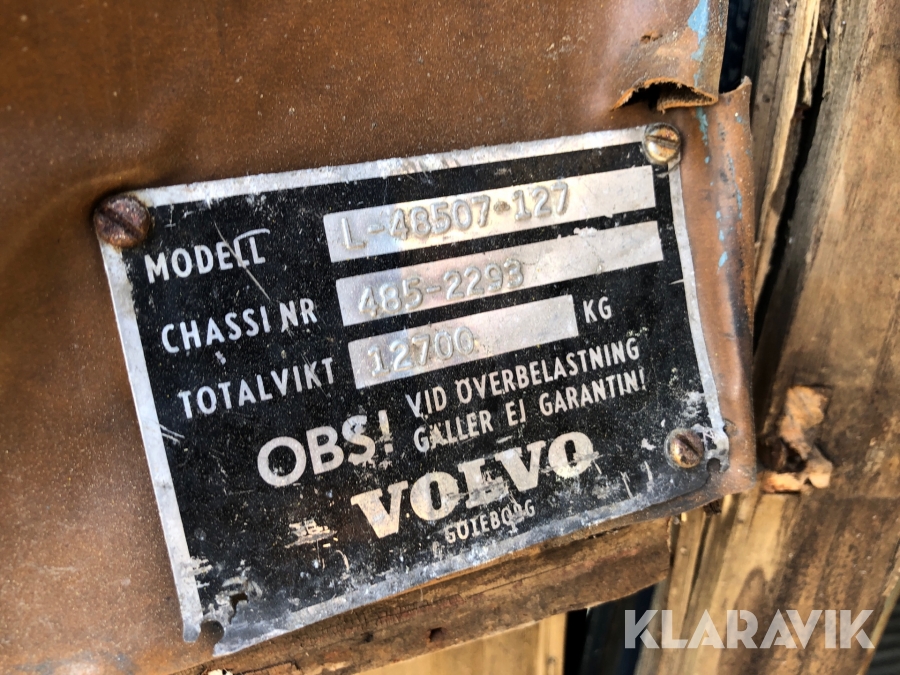 MODELL L-48507-127
CHASSI NR 485-2293
TOTALVIKT 12700 KG
OBS! VID ÖVERBELASTNING
GÄLLER EJ GARANTIN!
VOLVO
GÖTEBORG
KLARAVIK